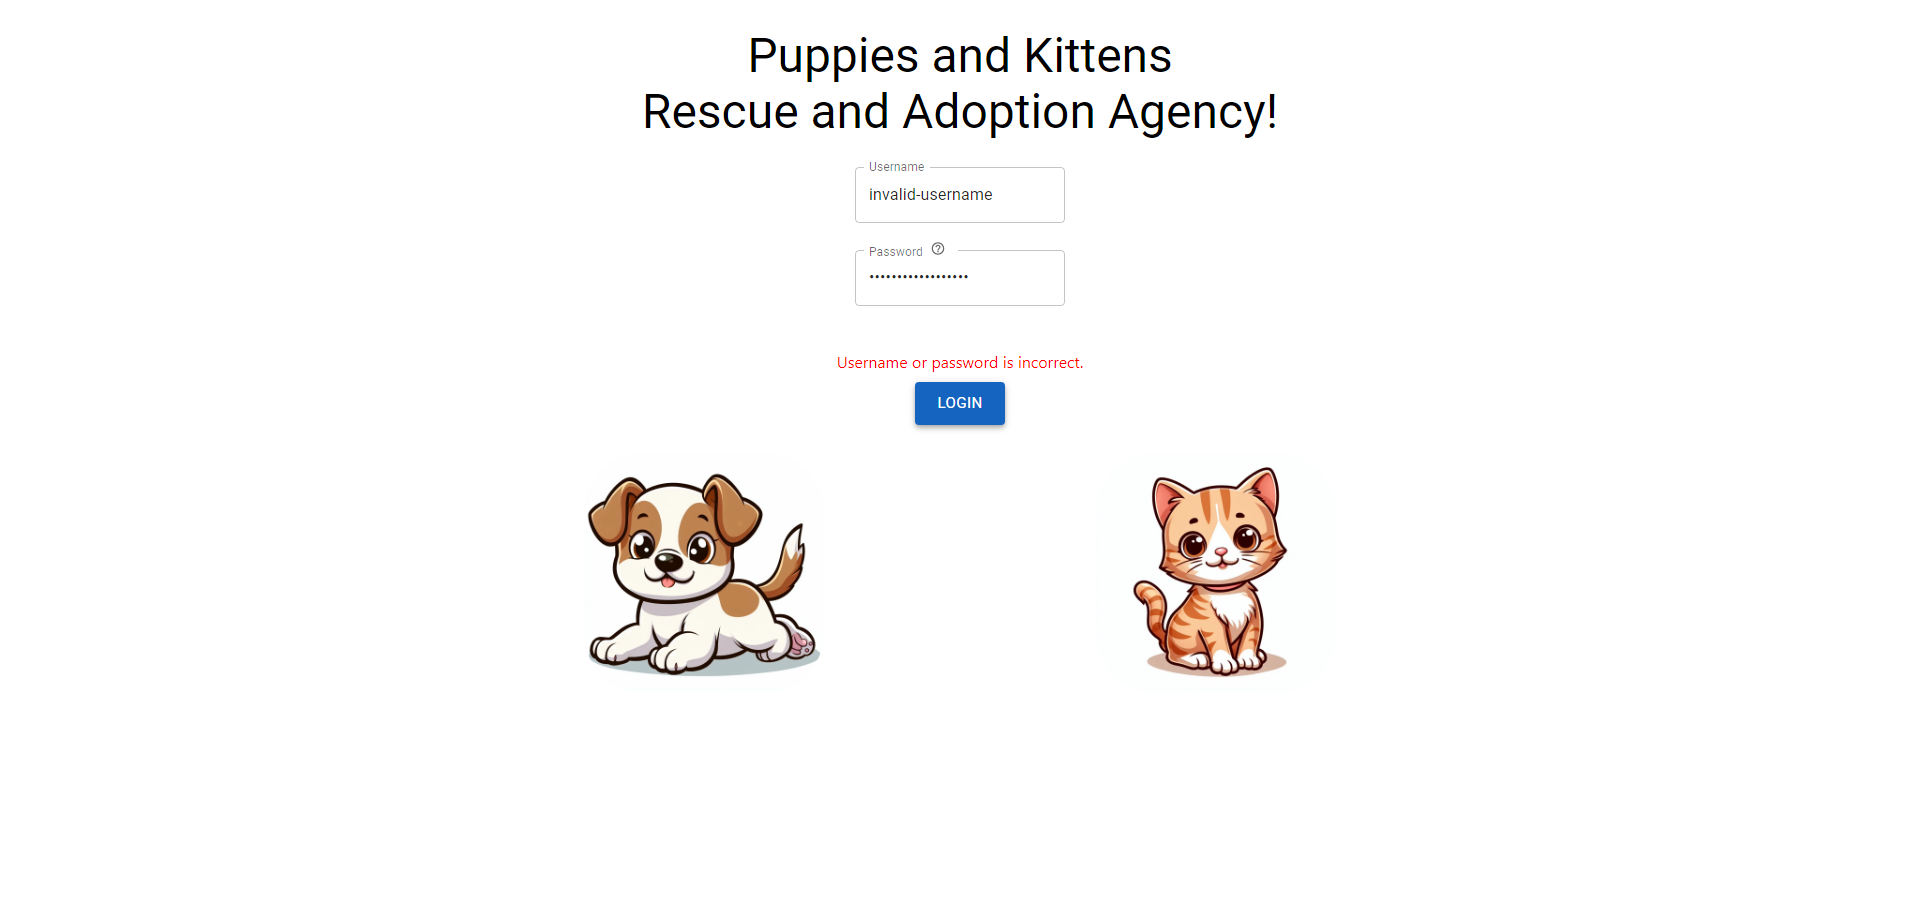 Puppies and Kittens
Rescue and Adoption Agency!
Username
invalid-username
Password
••••••••••••••••••
Username or password is incorrect.
LOGIN